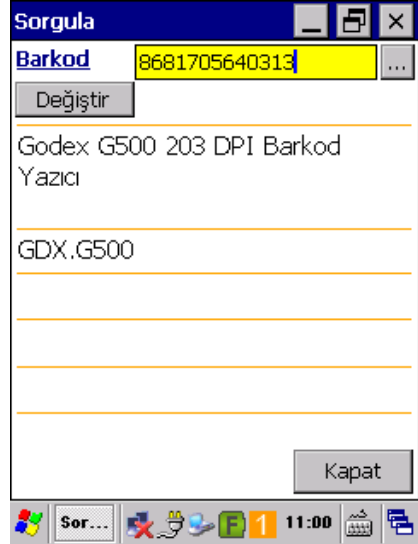 Sorgula
Barkod 8681705640313 ...
Değiştir
Godex G500 203 DPI Barkod
Yazıcı
GDX.G500
Kapat
Sor... F 1 11:00